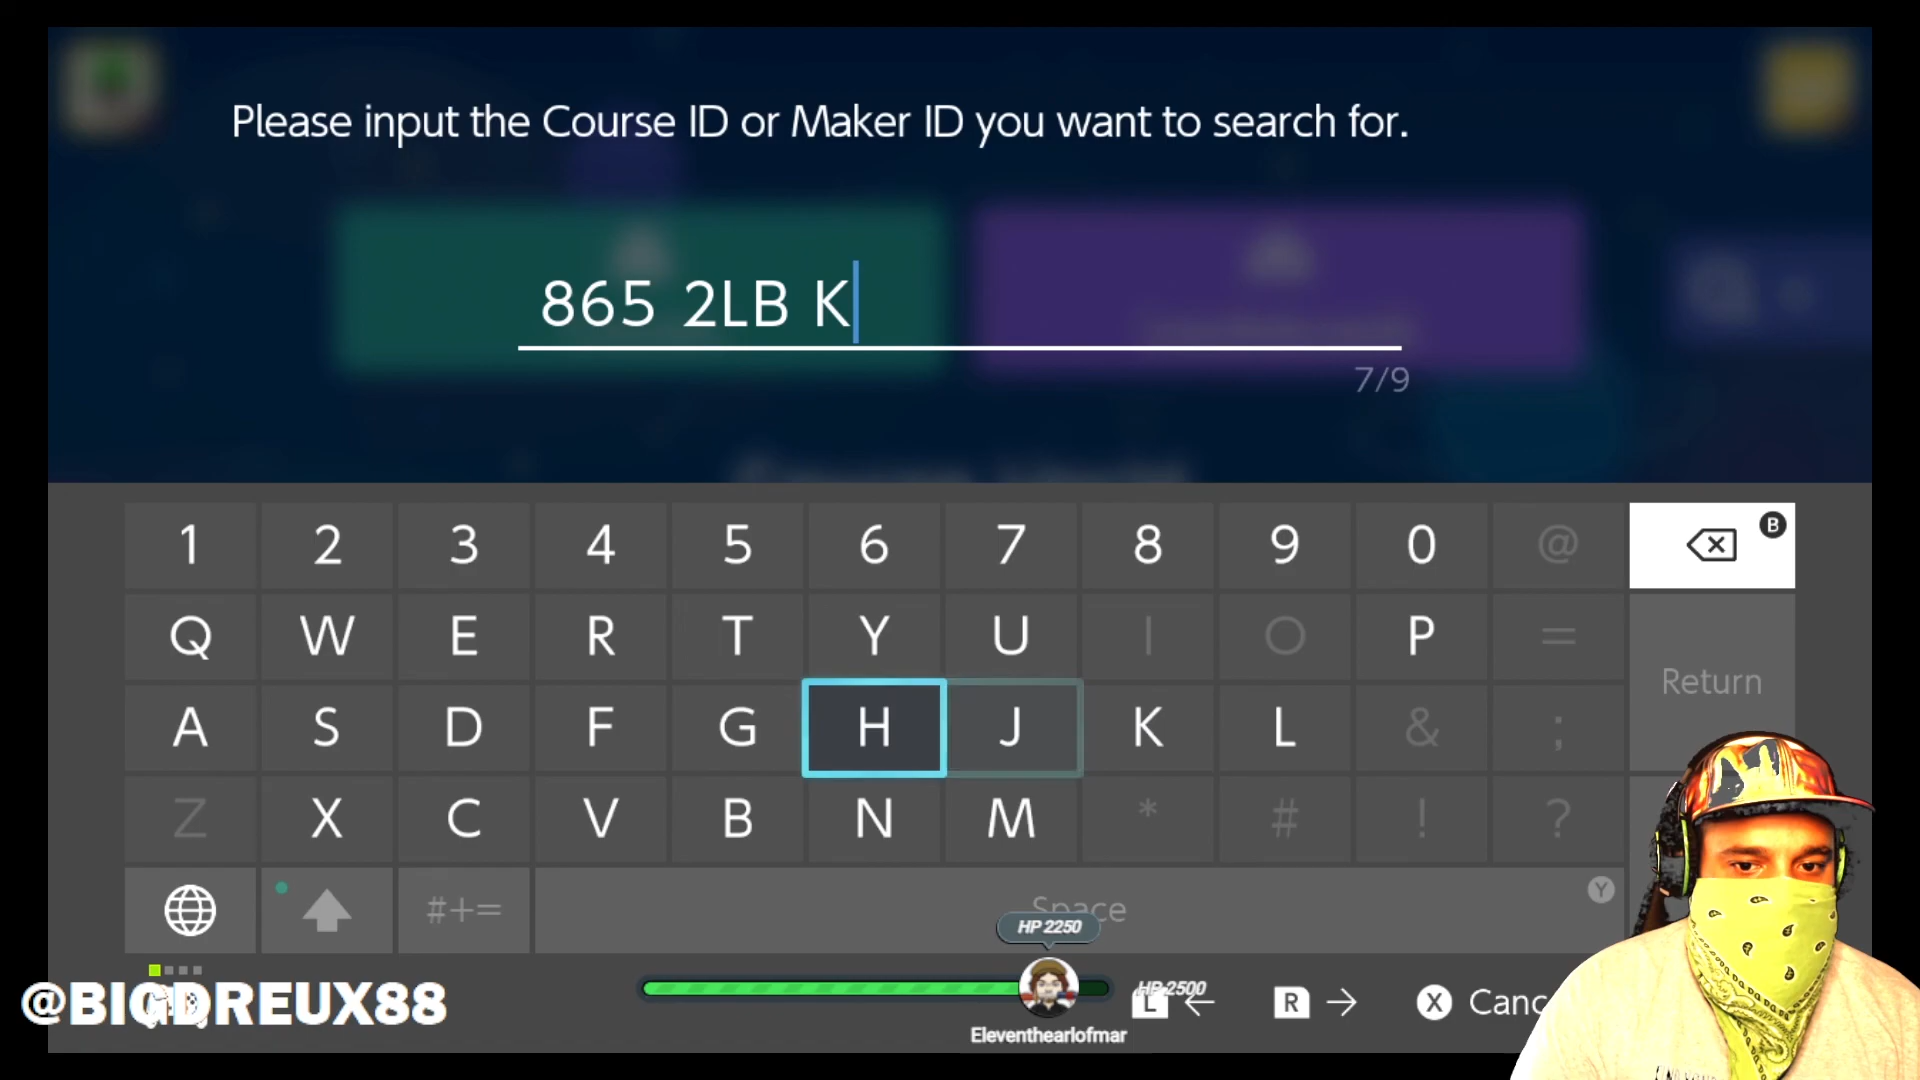 Please input the Course ID or Maker ID you want to search for.
865 2LB K
7/9
1 2 3 4 5 6 7 8 9 0 @ B
Q W E R T Y U I O P =
Return
A S D F G H J K L & ;
Z X C V B N M * # ! ?
#+= Space Y
HP 2250
HP 2500
@BIGDREUX88
L ← R → X Canc
Eleventhearlofmar